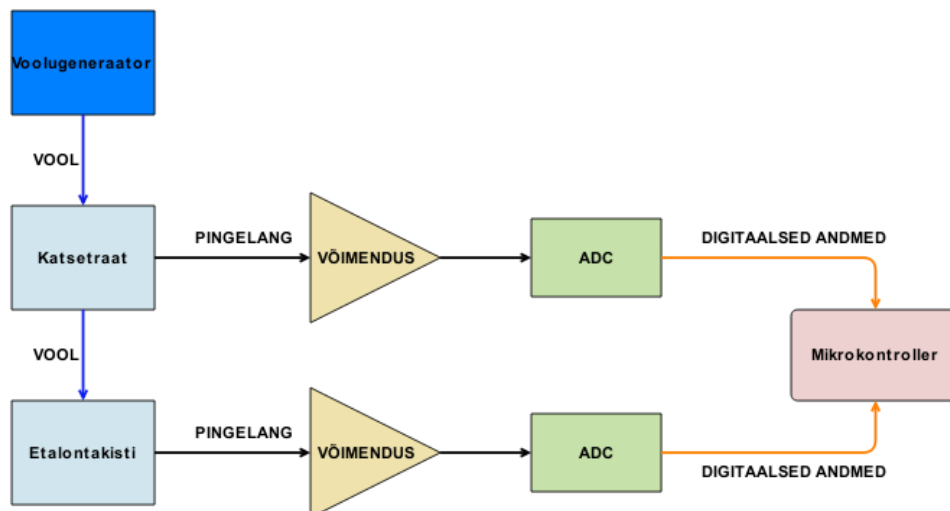 Voolugeneraator
VOOL
Katsetraat
PINGELANG
VÕIMENDUS
ADC
DIGITAALSED ANDMED
Mikrokontroller
VOOL
Etalontakisti
PINGELANG
VÕIMENDUS
ADC
DIGITAALSED ANDMED